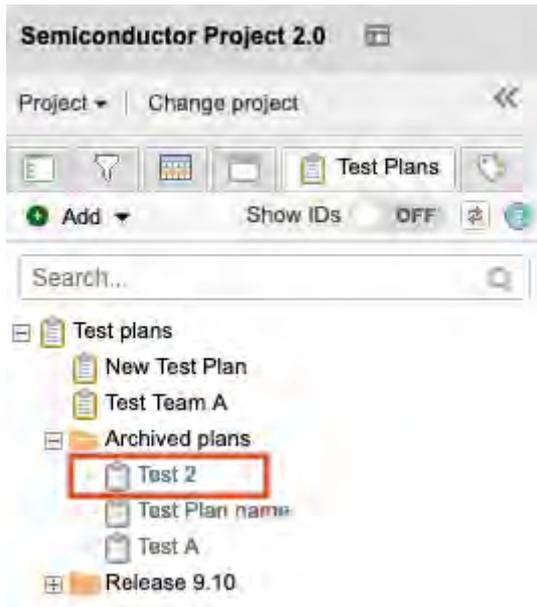 Semiconductor Project 2.0
Project | Change project
Test Plans
Add Show IDs OFF
Search...
Test plans
New Test Plan
Test Team A
Archived plans
Test 2
Test Plan name
Test A
Release 9.10